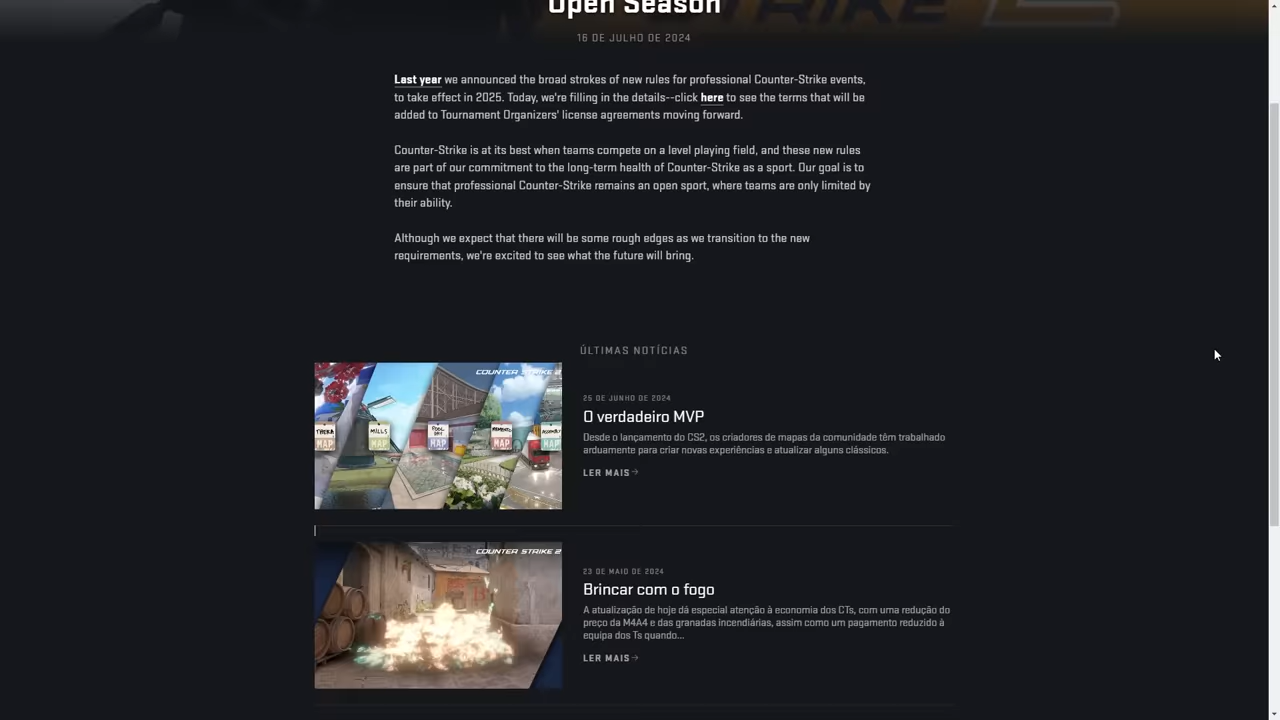 Open Season
16 DE JULHO DE 2024
Last year we announced the broad strokes of new rules for professional Counter-Strike events,
to take effect in 2025. Today, we're filling in the details--click here to see the terms that will be
added to Tournament Organizers' license agreements moving forward.
Counter-Strike is at its best when teams compete on a level playing field, and these new rules
are part of our commitment to the long-term health of Counter-Strike as a sport. Our goal is to
ensure that professional Counter-Strike remains an open sport, where teams are only limited by
their ability.
Although we expect that there will be some rough edges as we transition to the new
requirements, we're excited to see what the future will bring.
ÚLTIMAS NOTÍCIAS
COUNTER STRIKE 2
THERA
MILLS
POOL DAY
MEMENTO
ASSEMBLY
MAP
MAP
MAP
MAP
MAP
25 DE JUNHO DE 2024
O verdadeiro MVP
Desde o lançamento do CS2, os criadores de mapas da comunidade têm trabalhado
arduamente para criar novas experiências e atualizar alguns clássicos.
LER MAIS→
COUNTER STRIKE 2
23 DE MAIO DE 2024
Brincar com o fogo
A atualização de hoje dá especial atenção à economia dos CTs, com uma redução do
preço da M4A4 e das granadas incendiárias, assim como um pagamento reduzido à
equipa dos Ts quando...
LER MAIS→